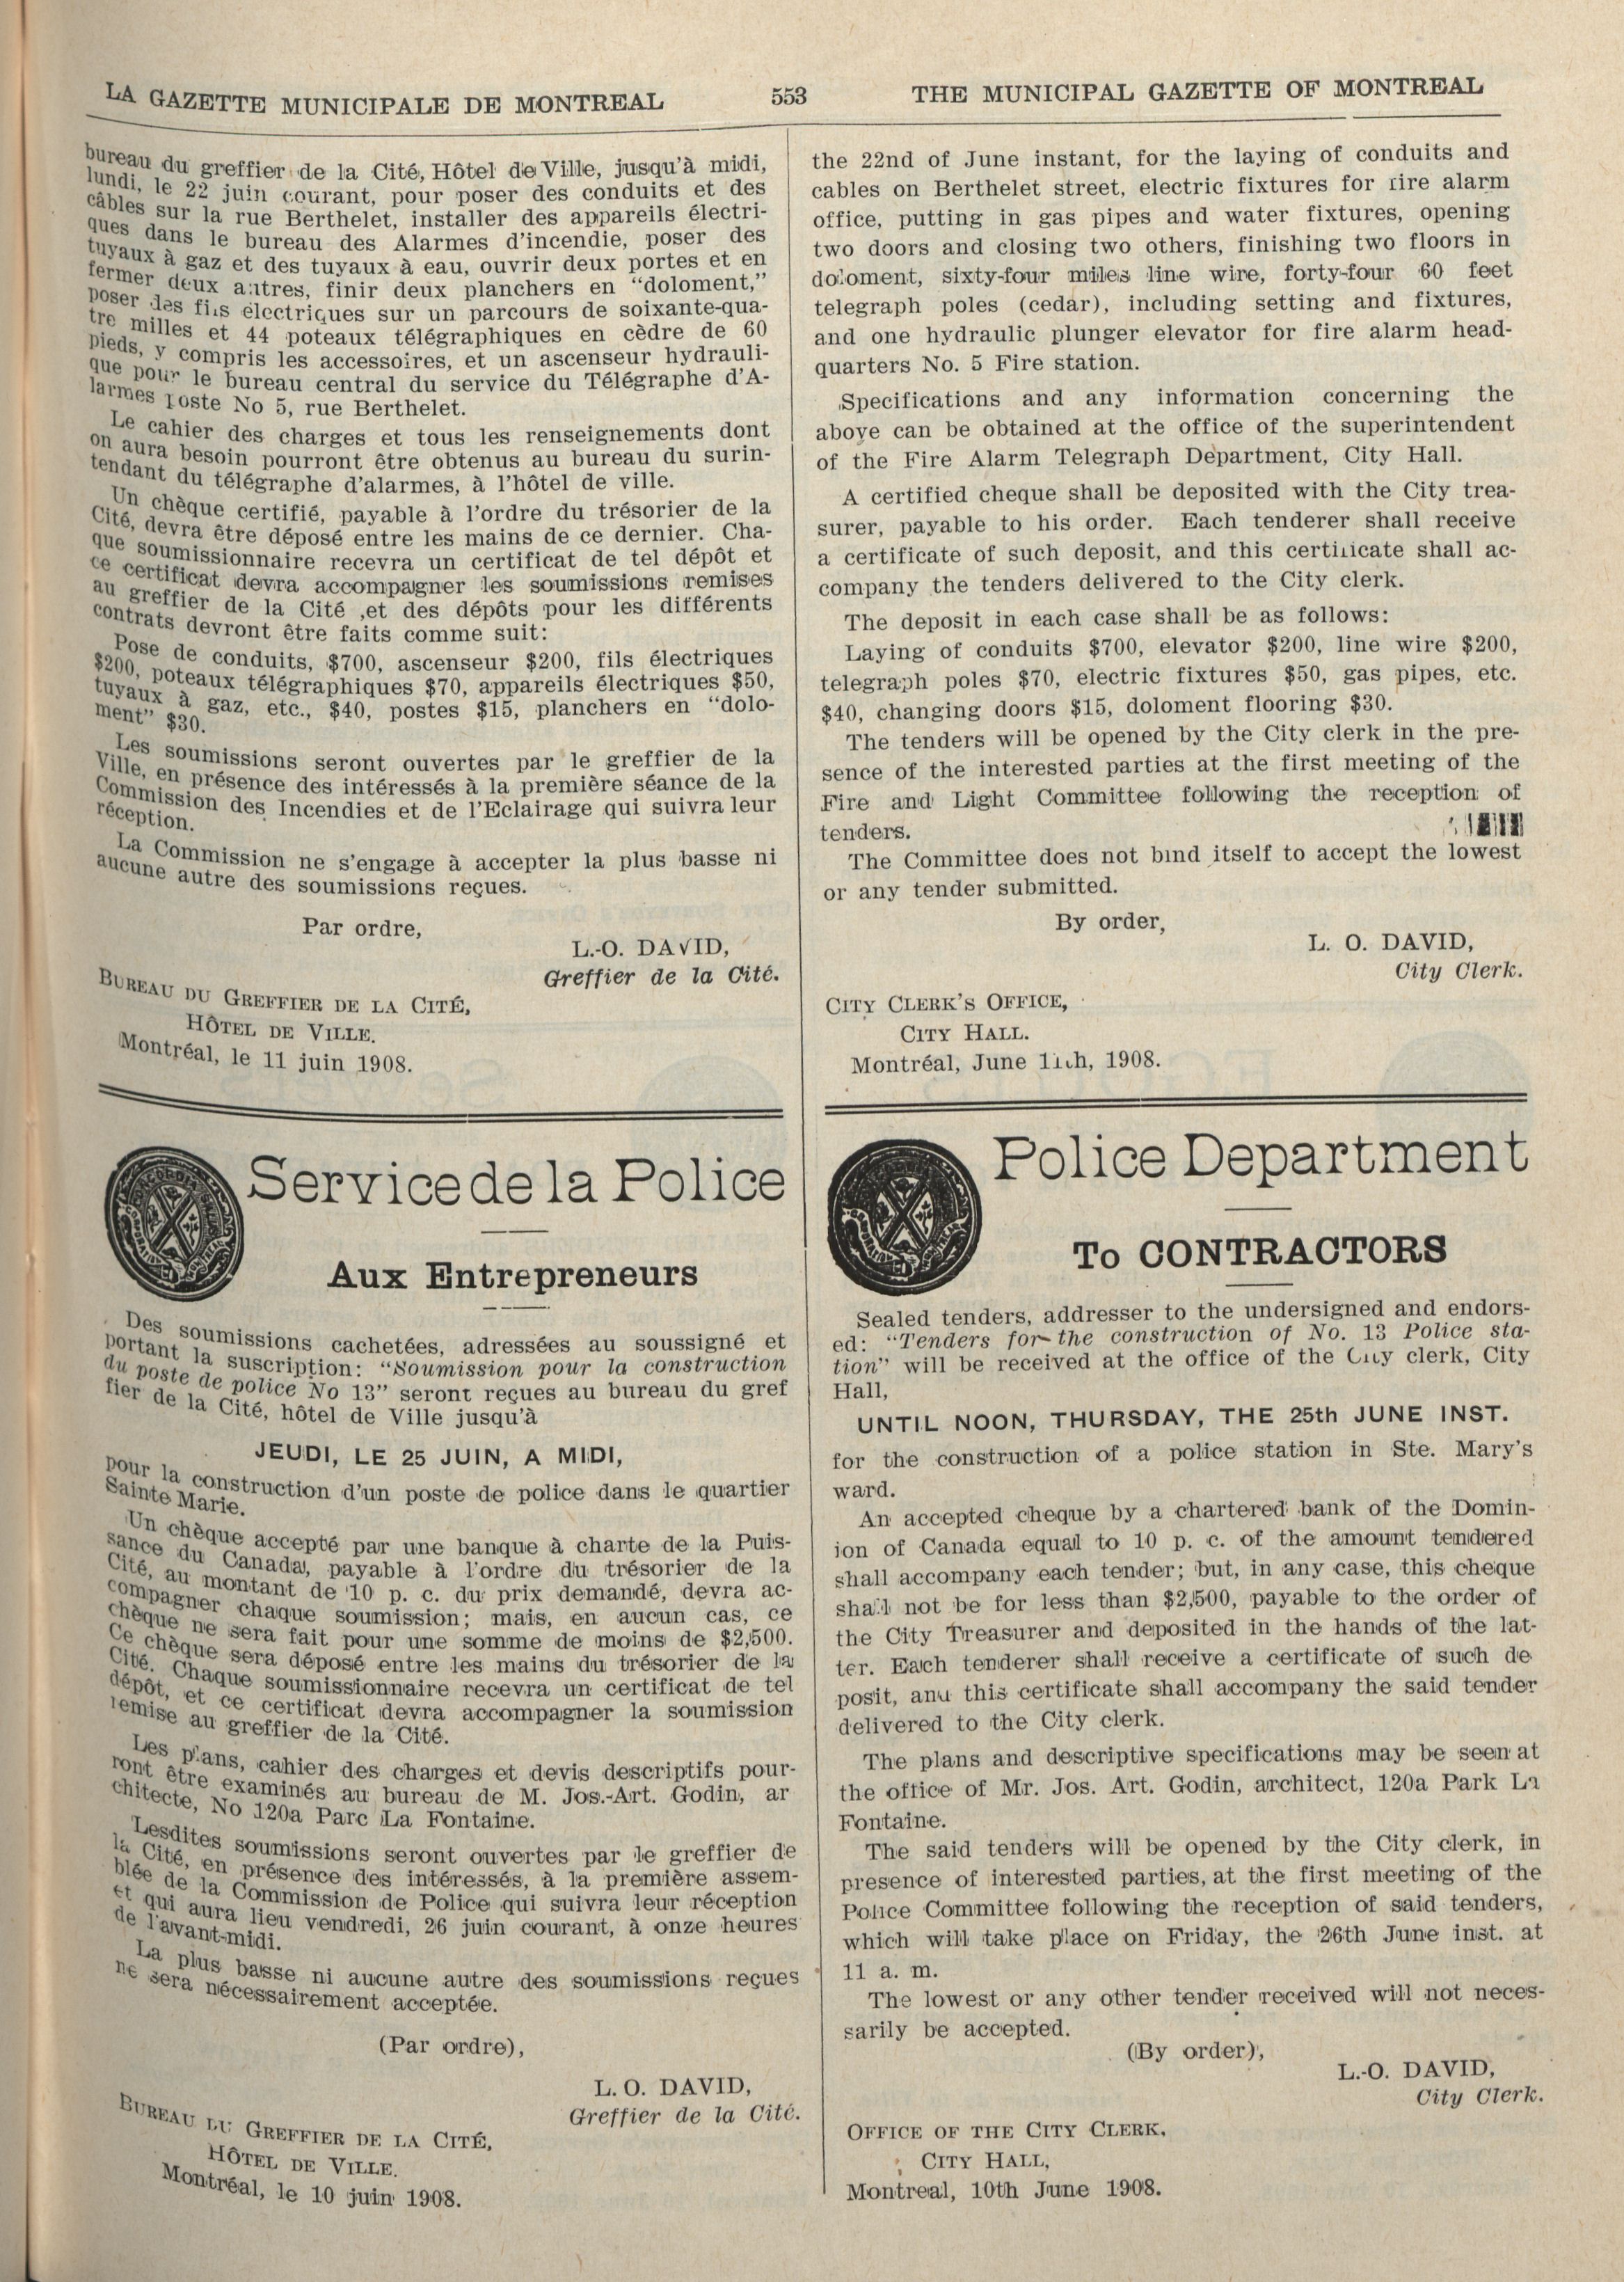 LA GAZETTE MUNICIPALE DE MONTREAL 553 THE MUNICIPAL GAZETTE OF MONTREAL
bureau du greffier de la Cité, Hôtel de Ville, jusqu'à midi,
lundi, le 22 juin courant, pour poser des conduits et des
câbles sur la rue Berthelet, installer des appareils électri-
ques dans le bureau des Alarmes d'incendie, poser des
tuyaux à gaz et des tuyaux à eau, ouvrir deux portes et en
fermer deux autres, finir deux planchers en "doloment,"
poser des fils électriques sur un parcours de soixante-qua-
tre milles et 44 poteaux télégraphiques en cèdre de 60
pieds, y compris les accessoires, et un ascenseur hydrauli-
que pour le bureau central du service du Télégraphe d'A-
larmes poste No 5, rue Berthelet.
Le cahier des charges et tous les renseignements dont
on aura besoin pourront être obtenus au bureau du surin-
tendant du télégraphe d'alarmes, à l'hôtel de ville.
Un chèque certifié, payable à l'ordre du trésorier de la
Cité, devra être déposé entre les mains de ce dernier. Cha-
que soumissionnaire recevra un certificat de tel dépôt et
ce certificat devra accompagner les soumissions remises
au greffier de la Cité ,et des dépôts pour les différents
contrats devront être faits comme suit:
Pose de conduits, $700, ascenseur $200, fils électriques
$200, poteaux télégraphiques $70, appareils électriques $50,
tuyaux à gaz, etc., $40, postes $15, planchers en "dolo-
ment" $30.
Les soumissions seront ouvertes par le greffier de la
Ville, en présence des intéressés à la première séance de la
Commission des Incendies et de l'Eclairage qui suivra leur
réception.
La Commission ne s'engage à accepter la plus basse ni
aucune autre des soumissions reçues.
Par ordre,
L.-O. DAVID,
Greffier de la Cité.
BUREAU DU GREFFIER DE LA CITÉ,
HÔTEL DE VILLE.
Montréal, le 11 juin 1908.
Service de la Police
Aux Entrepreneurs
Des soumissions cachetées, adressées au soussigné et
portant la suscription: "Soumission pour la construction
du poste de police No 13" seront reçues au bureau du gref
fier de la Cité, hôtel de Ville jusqu'à
JEUDI, LE 25 JUIN, A MIDI,
pour la construction d'un poste de police dans le quartier
Sainte Marie.
Un chèque accepté par une banque à charte de la Puis-
sance du Canada, payable à l'ordre du trésorier de la
Cité, au montant de 10 p. c. du prix demandé, devra ac-
compagner chaque soumission; mais, en aucun cas, ce
chèque ne sera fait pour une somme de moins de $2,500.
Ce chèque sera déposé entre les mains du trésorier de la
Cité. Chaque soumissionnaire recevra un certificat de tel
dépôt, et ce certificat devra accompagner la soumission
remise au greffier de la Cité.
Les plans, cahier des charges et devis descriptifs pour-
ront être examinés au bureau de M. Jos.-Art. Godin, ar
chitecte, No 120a Parc La Fontaine.
Lesdites soumissions seront ouvertes par le greffier de
la Cité, en présence des intéressés, à la première assem-
blée de la Commission de Police qui suivra leur réception
et qui aura lieu vendredi, 26 juin courant, à onze heures
de l'avant-midi.
La plus basse ni aucune autre des soumissions reçues
ne sera nécessairement acceptée.
(Par ordre),
L. O. DAVID,
Greffier de la Cité.
BUREAU DU GREFFIER DE LA CITÉ,
HÔTEL DE VILLE.
Montréal, le 10 juin 1908.
the 22nd of June instant, for the laying of conduits and
cables on Berthelet street, electric fixtures for fire alarm
office, putting in gas pipes and water fixtures, opening
two doors and closing two others, finishing two floors in
doloment, sixty-four miles line wire, forty-four 60 feet
telegraph poles (cedar), including setting and fixtures,
and one hydraulic plunger elevator for fire alarm head-
quarters No. 5 Fire station.
Specifications and any information concerning the
above can be obtained at the office of the superintendent
of the Fire Alarm Telegraph Department, City Hall.
A certified cheque shall be deposited with the City trea-
surer, payable to his order. Each tenderer shall receive
a certificate of such deposit, and this certificate shall ac-
company the tenders delivered to the City clerk.
The deposit in each case shall be as follows:
Laying of conduits $700, elevator $200, line wire $200,
telegraph poles $70, electric fixtures $50, gas pipes, etc.
$40, changing doors $15, doloment flooring $30.
The tenders will be opened by the City clerk in the pre-
sence of the interested parties at the first meeting of the
Fire and Light Committee following the reception of
tenders.
The Committee does not bind itself to accept the lowest
or any tender submitted.
By order,
L. O. DAVID,
City Clerk.
CITY CLERK'S OFFICE,
CITY HALL.
Montréal, June 11th, 1908.
Police Department
To CONTRACTORS
Sealed tenders, addresser to the undersigned and endors-
ed: "Tenders for the construction of No. 13 Police sta-
tion" will be received at the office of the City clerk, City
Hall,
UNTIL NOON, THURSDAY, THE 25th JUNE INST.
for the construction of a police station in Ste. Mary's
ward.
An accepted cheque by a chartered bank of the Domin-
ion of Canada equal to 10 p. c. of the amount tendered
shall accompany each tender; but, in any case, this cheque
shall not be for less than $2,500, payable to the order of
the City Treasurer and deposited in the hands of the lat-
ter. Each tenderer shall receive a certificate of such de
posit, and this certificate shall accompany the said tender
delivered to the City clerk.
The plans and descriptive specifications may be seen at
the office of Mr. Jos. Art. Godin, architect, 120a Park La
Fontaine.
The said tenders will be opened by the City clerk, in
presence of interested parties, at the first meeting of the
Police Committee following the reception of said tenders,
which will take place on Friday, the 26th June inst. at
11 a. m.
The lowest or any other tender received will not neces-
sarily be accepted.
(By order),
L.-O. DAVID,
City Clerk.
OFFICE OF THE CITY CLERK,
CITY HALL,
Montreal, 10th June 1908.